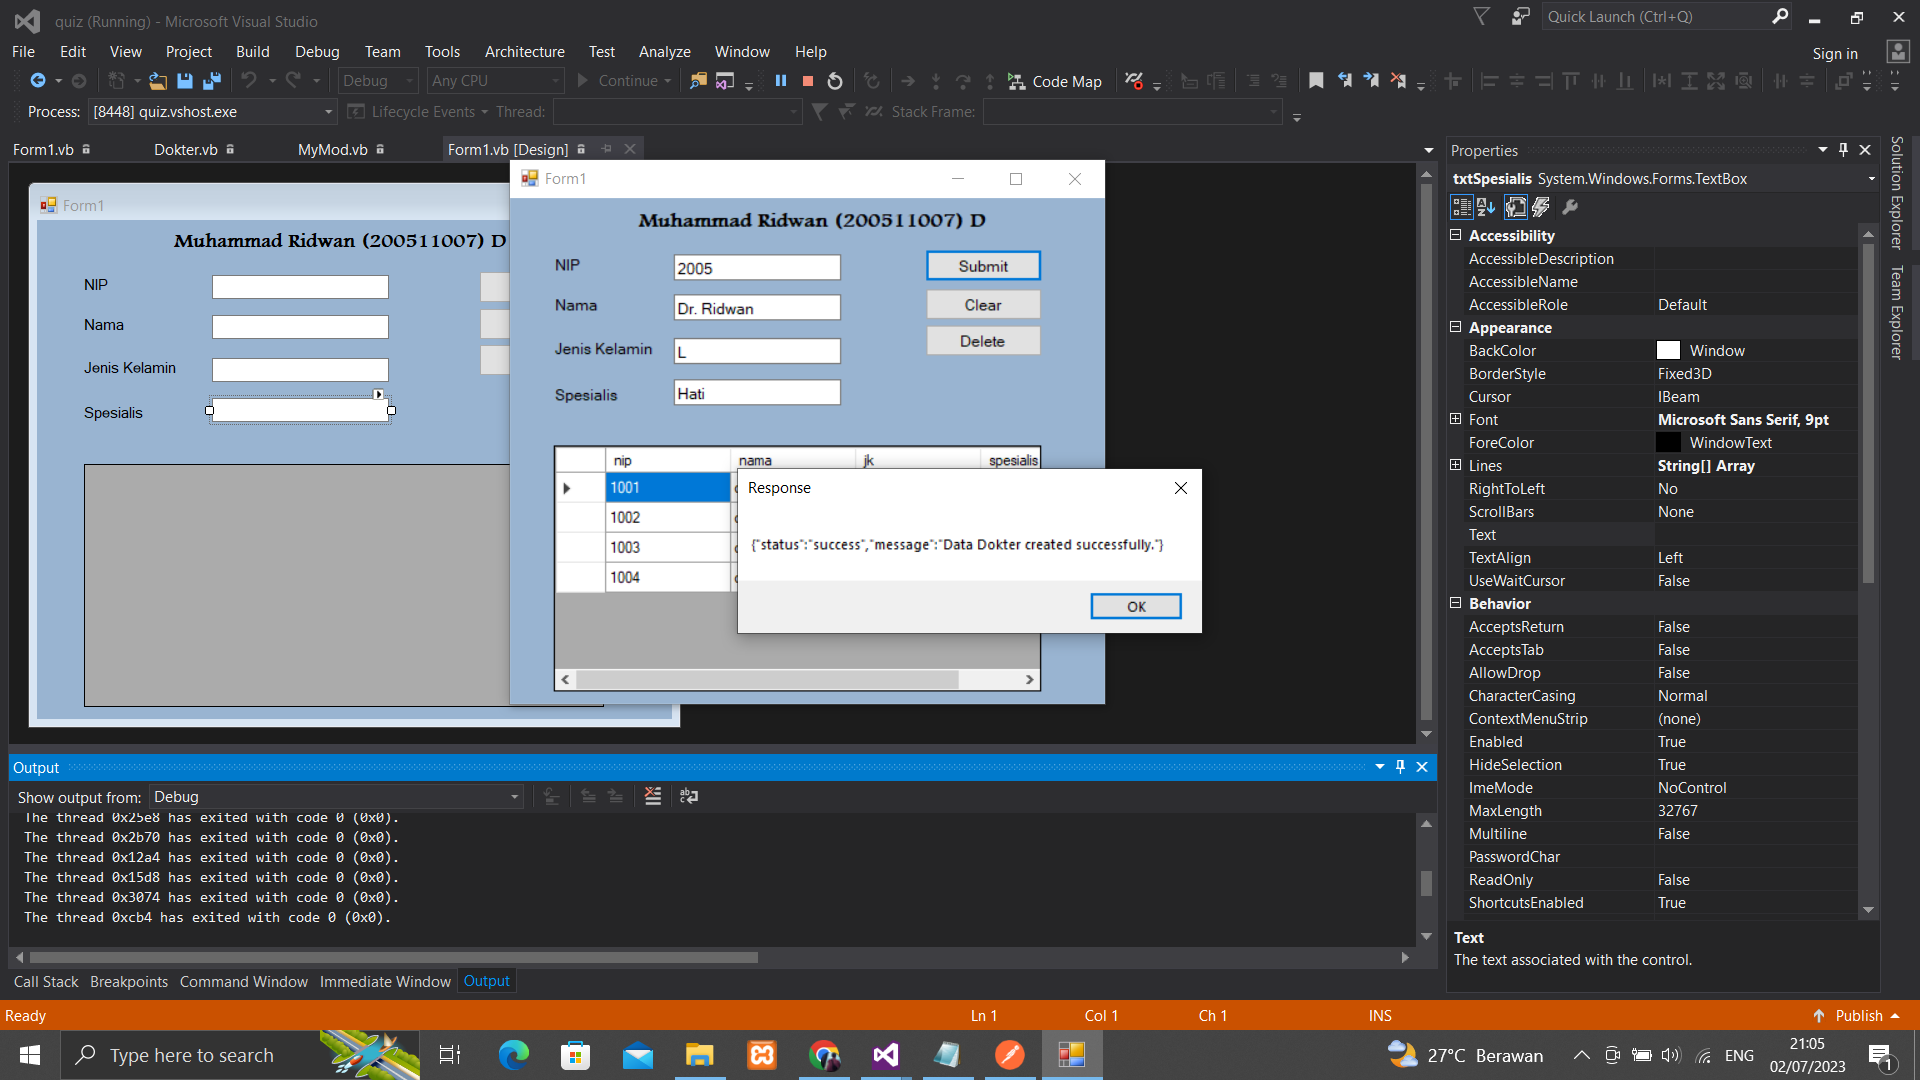 quiz (Running) - Microsoft Visual Studio
Quick Launch (Ctrl+Q)
File Edit View Project Build Debug Team Tools Architecture Test Analyze Window Help
Sign in
Debug Any CPU Continue Code Map
Process: [8448] quiz.vshost.exe Lifecycle Events Thread: Stack Frame:
Form1.vb Dokter.vb MyMod.vb Form1.vb [Design]
Form1
Muhammad Ridwan (200511007) D
NIP
Nama
Jenis Kelamin
Spesialis
Form1
Muhammad Ridwan (200511007) D
NIP 2005 Submit
Nama Dr. Ridwan Clear
Delete
Jenis Kelamin L
Spesialis Hati
nip nama jk spesialis
1001
1002
1003
1004
Response
{"status":"success","message":"Data Dokter created successfully."}
OK
Output
Show output from: Debug
The thread 0x25e8 has exited with code 0 (0x0).
The thread 0x2b70 has exited with code 0 (0x0).
The thread 0x12a4 has exited with code 0 (0x0).
The thread 0x15d8 has exited with code 0 (0x0).
The thread 0x3074 has exited with code 0 (0x0).
The thread 0xcb4 has exited with code 0 (0x0).
Call Stack Breakpoints Command Window Immediate Window Output
Properties
txtSpesialis System.Windows.Forms.TextBox
Accessibility
AccessibleDescription
AccessibleName
AccessibleRole Default
Appearance
BackColor Window
BorderStyle Fixed3D
Cursor IBeam
Font Microsoft Sans Serif, 9pt
ForeColor WindowText
Lines String[] Array
RightToLeft No
ScrollBars None
Text
TextAlign Left
UseWaitCursor False
Behavior
AcceptsReturn False
AcceptsTab False
AllowDrop False
CharacterCasing Normal
ContextMenuStrip (none)
Enabled True
HideSelection True
ImeMode NoControl
MaxLength 32767
Multiline False
PasswordChar
ReadOnly False
ShortcutsEnabled True
Text
The text associated with the control.
Solution Explorer
Team Explorer
Ready Ln 1 Col 1 Ch 1 INS Publish
Type here to search
27°C Berawan
ENG
21:05
02/07/2023
1